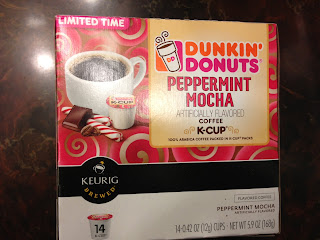 LIMITED TIME
DUNKIN'
DONUTS
PEPPERMINT
MOCHA
ARTIFICIALLY FLAVORED
COFFEE
K-CUP
100% ARABICA COFFEE PACKED IN K-CUP PACKS
K-CUP
KEURIG
BREWED
FLAVORED COFFEE
PEPPERMINT MOCHA
ARTIFICIALLY FLAVORED
14
14-0.42 OZ (12g) CUPS · NET WT 5.9 OZ (168g)